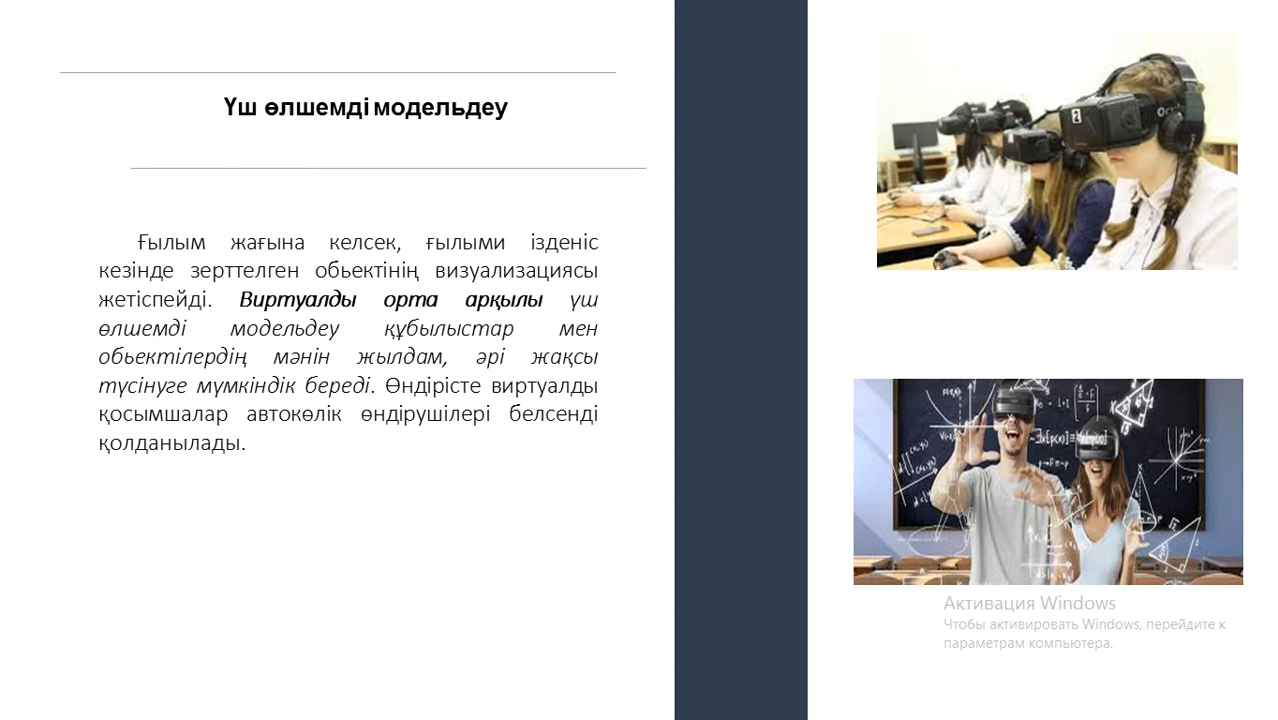 Үш өлшемді модельдеу
Ғылым жағына келсек, ғылыми ізденіс
кезінде зерттелген обьектінің визуализациясы
жетіспейді. Виртуалды орта арқылы үш
өлшемді модельдеу құбылыстар мен
обьектілердің мәнін жылдам, әрі жақсы
түсінуге мүмкіндік береді. Өндірісте виртуалды
қосымшалар автокөлік өндірушілері белсенді
қолданылады.
2
Активация Windows
Чтобы активировать Windows, перейдите к
параметрам компьютера.